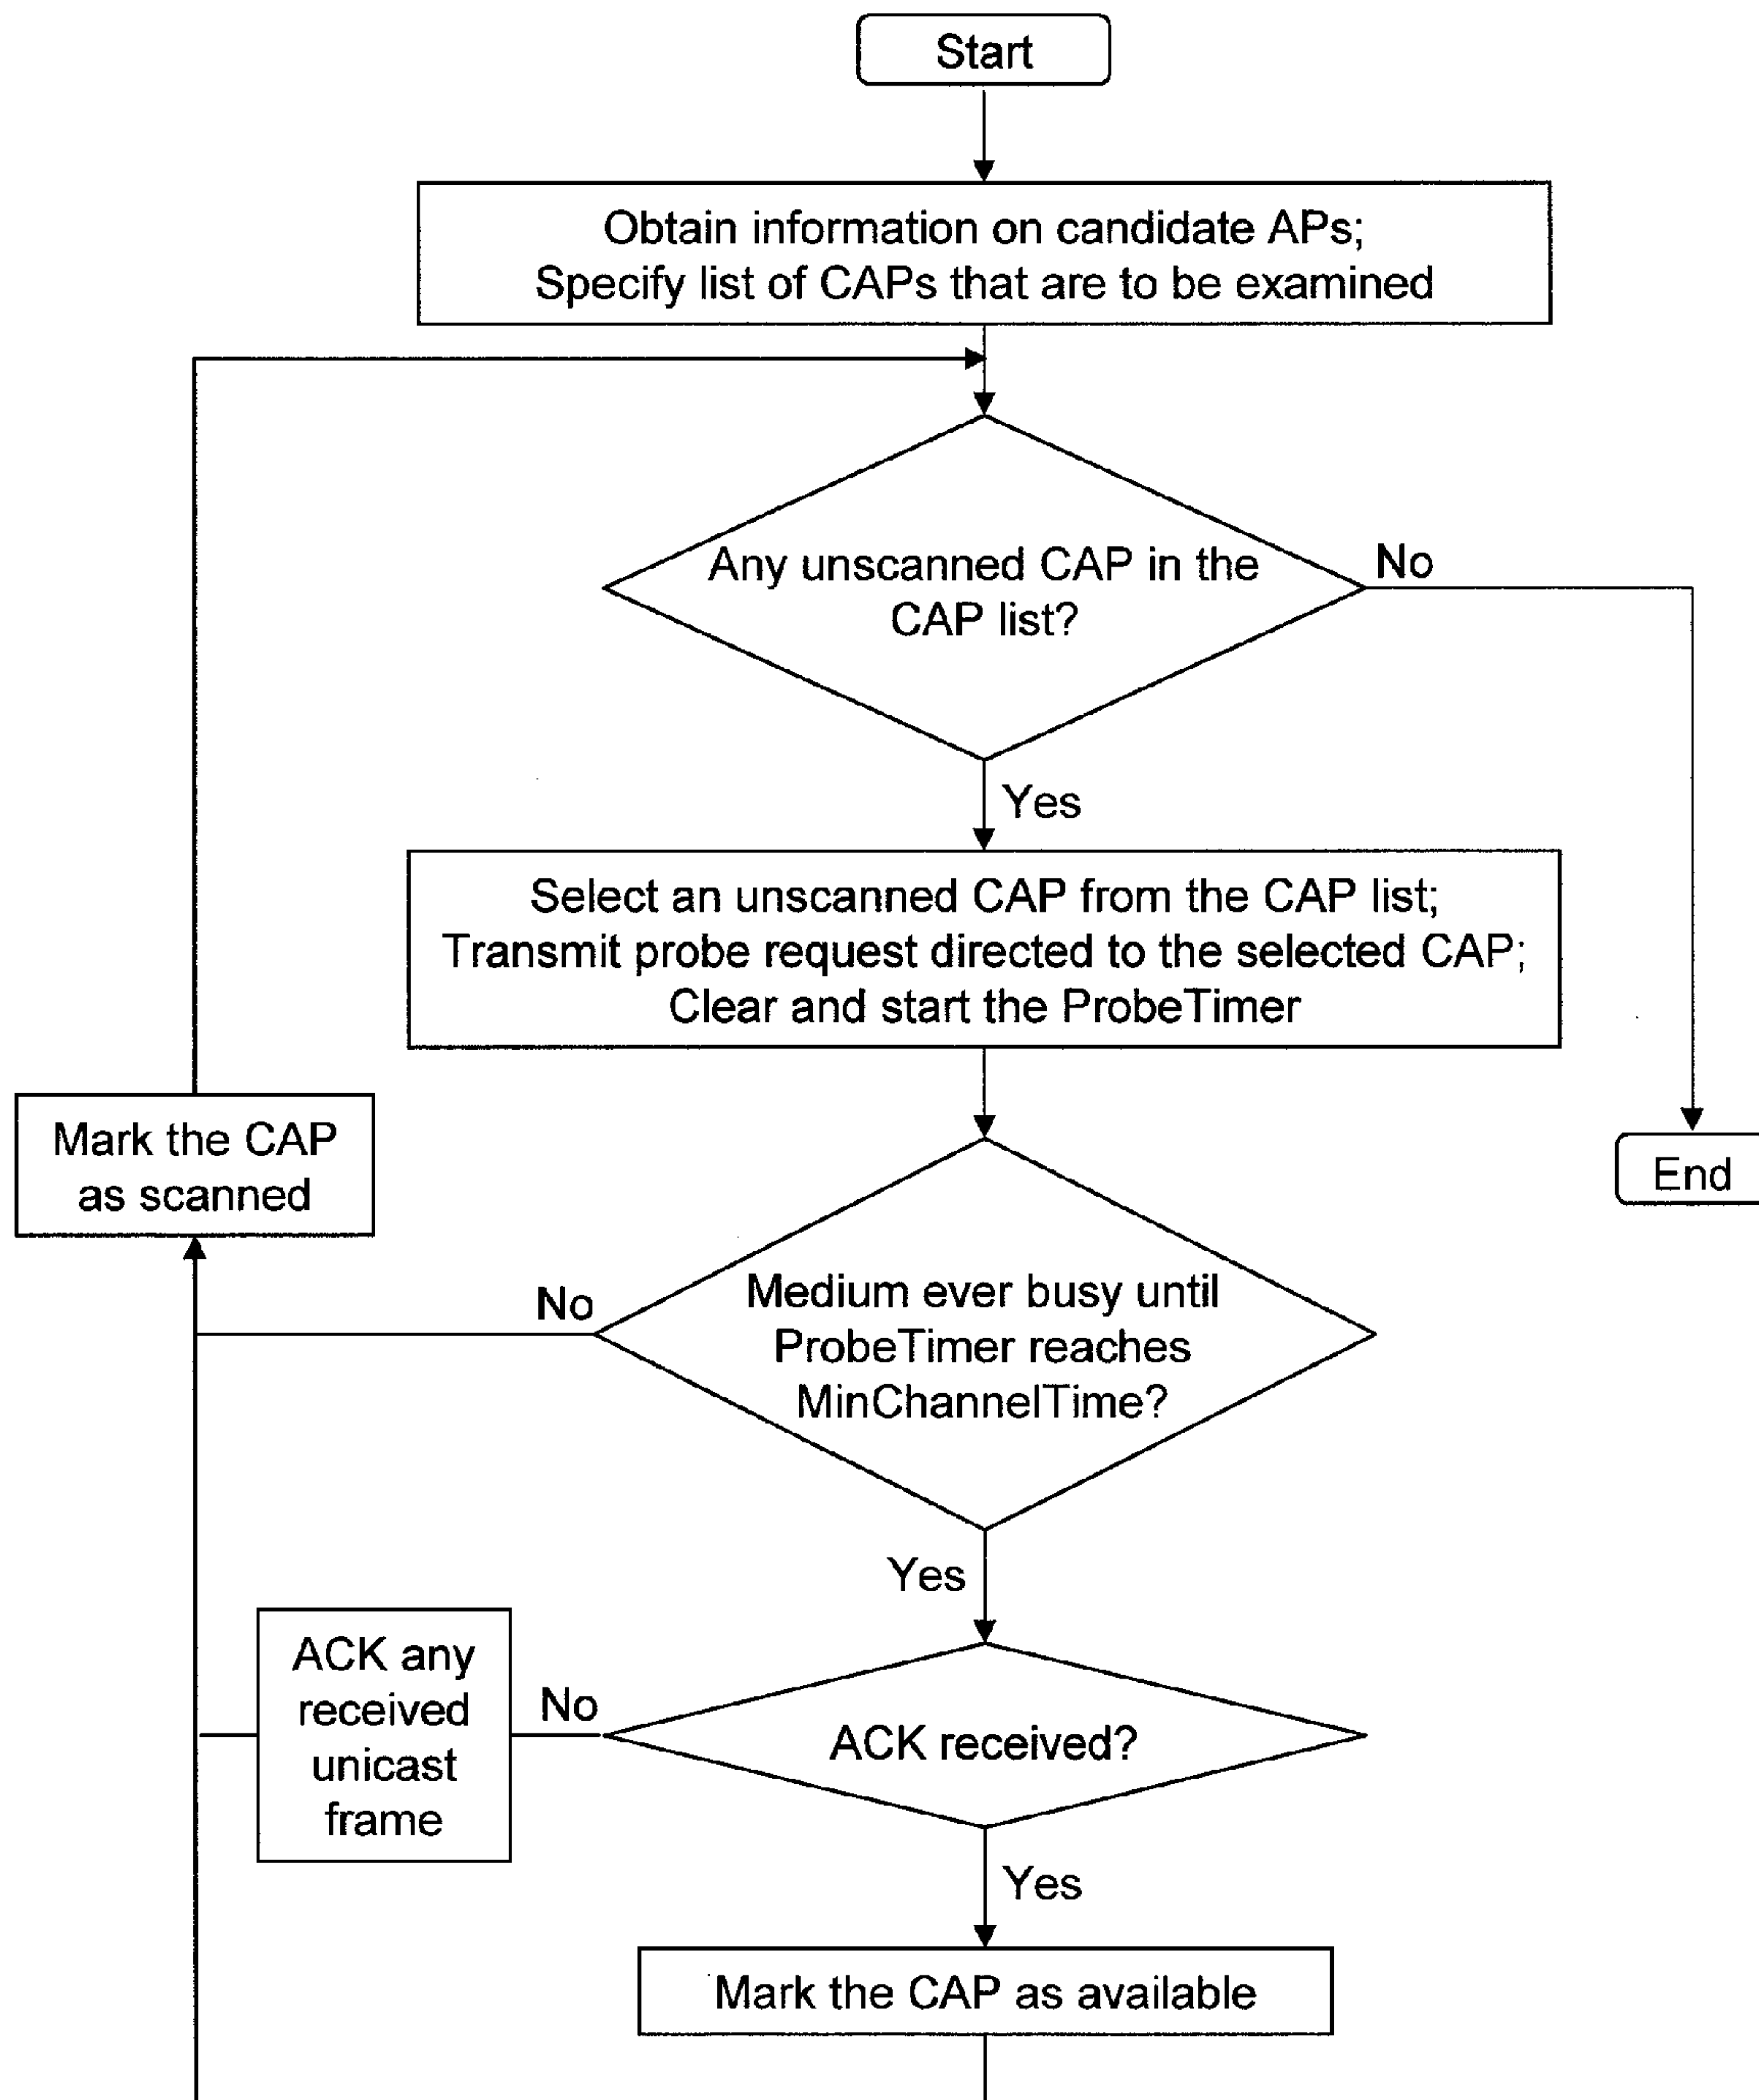 Start
Obtain information on candidate APs;
Specify list of CAPs that are to be examined
Any unscanned CAP in the
CAP list?
No
Yes
Select an unscanned CAP from the CAP list;
Transmit probe request directed to the selected CAP;
Clear and start the ProbeTimer
Mark the CAP
as scanned
End
Medium ever busy until
ProbeTimer reaches
MinChannelTime?
No
Yes
ACK any
received
unicast
frame
No
ACK received?
Yes
Mark the CAP as available